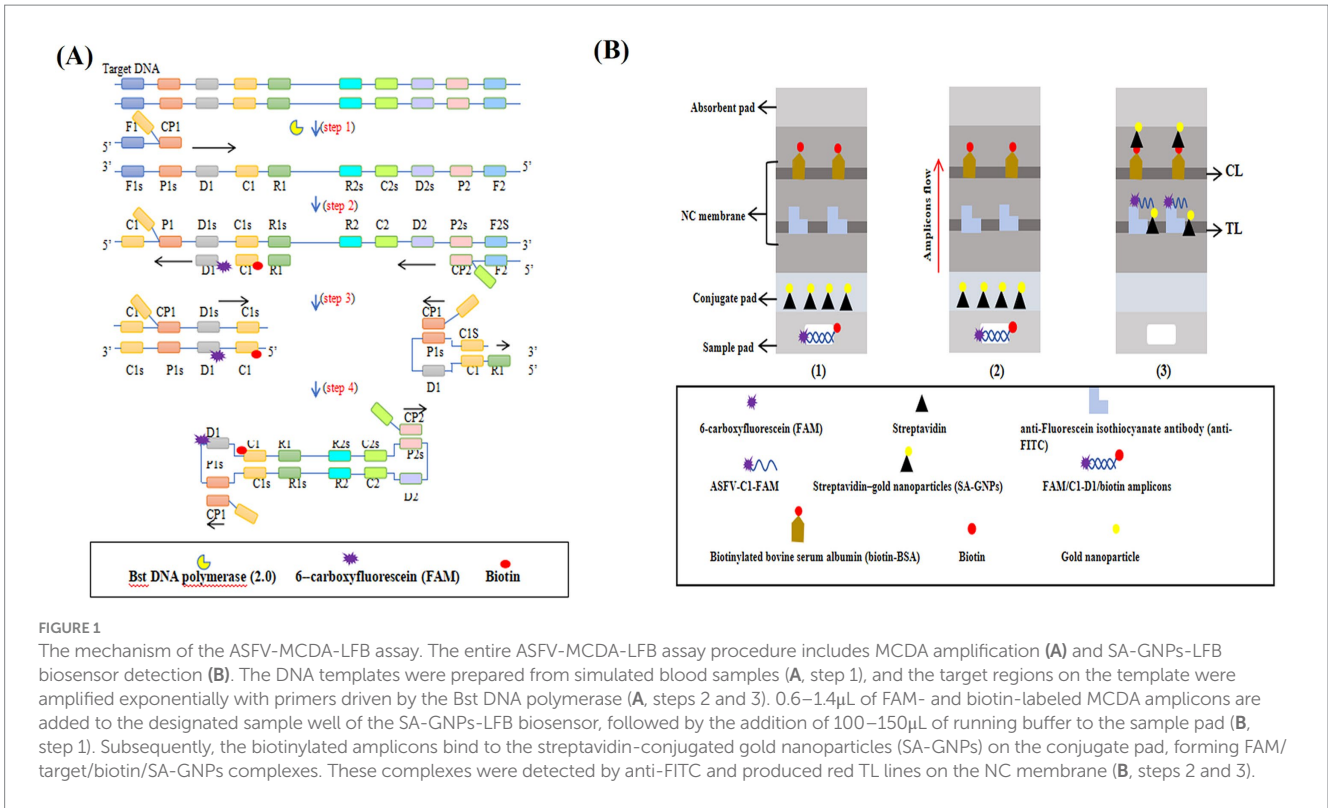 (A)
Target DNA
F1 CP1
(step 1)
5’
3’ 5’
F1s P1s D1 C1 R1 R2s C2s D2s P2 F2
(step 2)
C1 P1 D1s C1s R1s R2 C2 D2 P2s F2S
5’ 3’
D1 C1 R1 CP2 F2 5’
(step 3)
C1 CP1 D1s C1s CP1
C1S
3’ 5’ P1s 3’
C1s P1s D1 C1 C1 R1 5’
D1
(step 4)
CP2
D1 C1 R1 R2s C2s
P1s P2s
C1s R1s R2 C2 D2
CP1
Bst DNA polymerase (2.0) 6–carboxyfluorescein (FAM) Biotin
(B)
Absorbent pad
CL
NC membrane
Amplicons flow
TL
Conjugate pad
Sample pad
(1) (2) (3)
6-carboxyfluorescein (FAM) Streptavidin anti-Fluorescein isothiocyanate antibody (anti-
FITC)
ASFV-C1-FAM Streptavidin–gold nanoparticles (SA-GNPs) FAM/C1-D1/biotin amplicons
Biotinylated bovine serum albumin (biotin-BSA) Biotin Gold nanoparticle
FIGURE 1
The mechanism of the ASFV-MCDA-LFB assay. The entire ASFV-MCDA-LFB assay procedure includes MCDA amplification (A) and SA-GNPs-LFB
biosensor detection (B). The DNA templates were prepared from simulated blood samples (A, step 1), and the target regions on the template were
amplified exponentially with primers driven by the Bst DNA polymerase (A, steps 2 and 3). 0.6–1.4μL of FAM- and biotin-labeled MCDA amplicons are
added to the designated sample well of the SA-GNPs-LFB biosensor, followed by the addition of 100–150μL of running buffer to the sample pad (B,
step 1). Subsequently, the biotinylated amplicons bind to the streptavidin-conjugated gold nanoparticles (SA-GNPs) on the conjugate pad, forming FAM/
target/biotin/SA-GNPs complexes. These complexes were detected by anti-FITC and produced red TL lines on the NC membrane (B, steps 2 and 3).